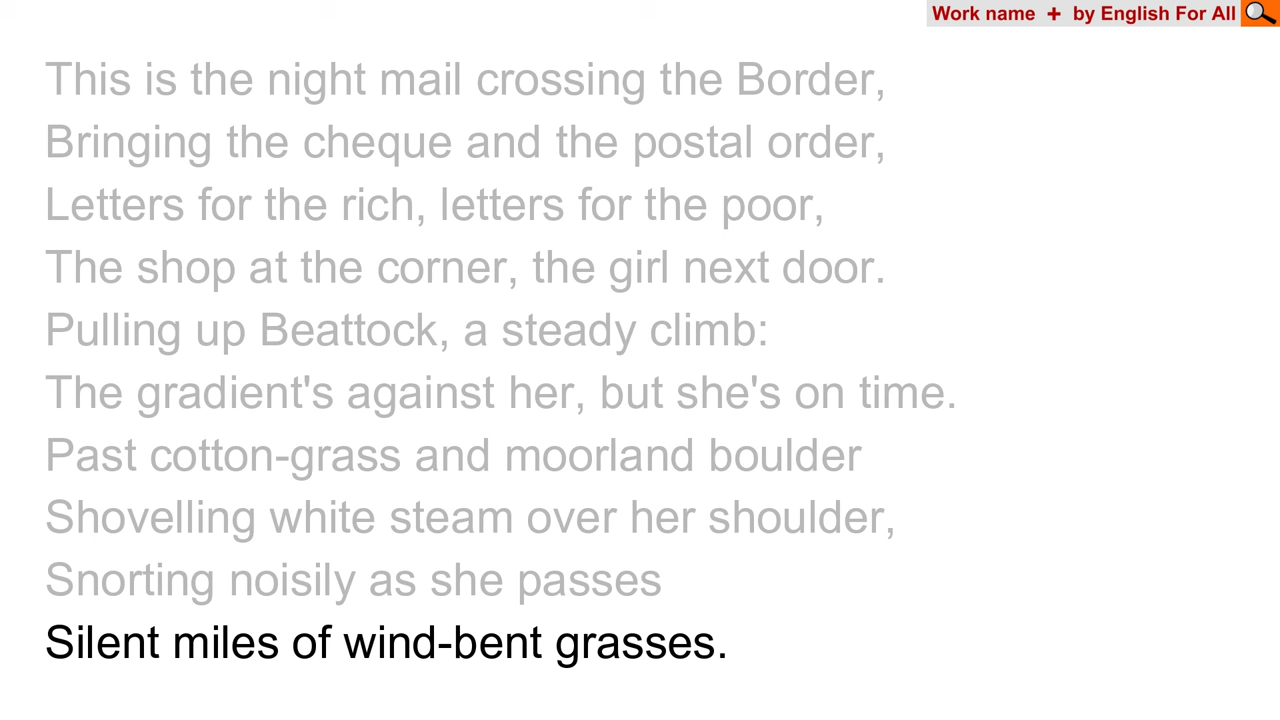 Work name + by English For All
This is the night mail crossing the Border,
Bringing the cheque and the postal order,
Letters for the rich, letters for the poor,
The shop at the corner, the girl next door.
Pulling up Beattock, a steady climb:
The gradient's against her, but she's on time.
Past cotton-grass and moorland boulder
Shovelling white steam over her shoulder,
Snorting noisily as she passes
Silent miles of wind-bent grasses.